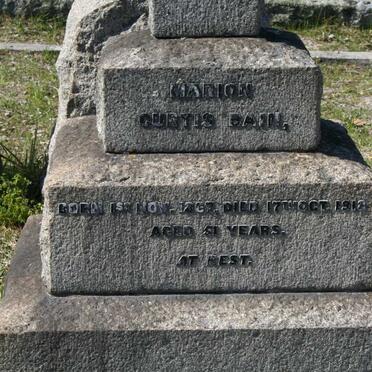 MARION
CURTIS BAIN,
BORN 1ST NOV. DIED 17TH OCT. 1918
AGED 51 YEARS.
AT REST.